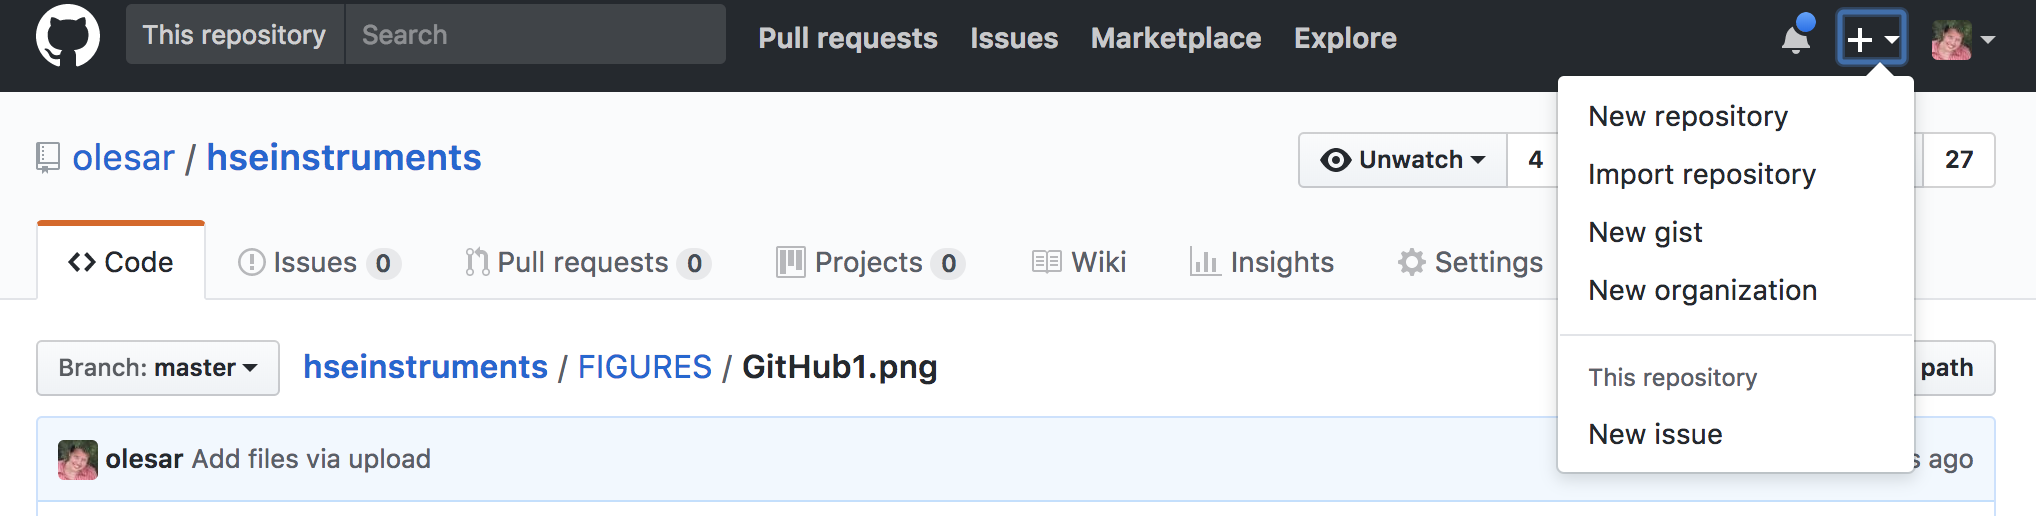 This repository Search Pull requests Issues Marketplace Explore
New repository
olesar / hseinstruments Unwatch 4 27
Import repository
New gist
<> Code Issues 0 Pull requests 0 Projects 0 Wiki Insights Settings
New organization
Branch: master hseinstruments / FIGURES / GitHub1.png path
This repository
New issue
olesar Add files via upload s ago